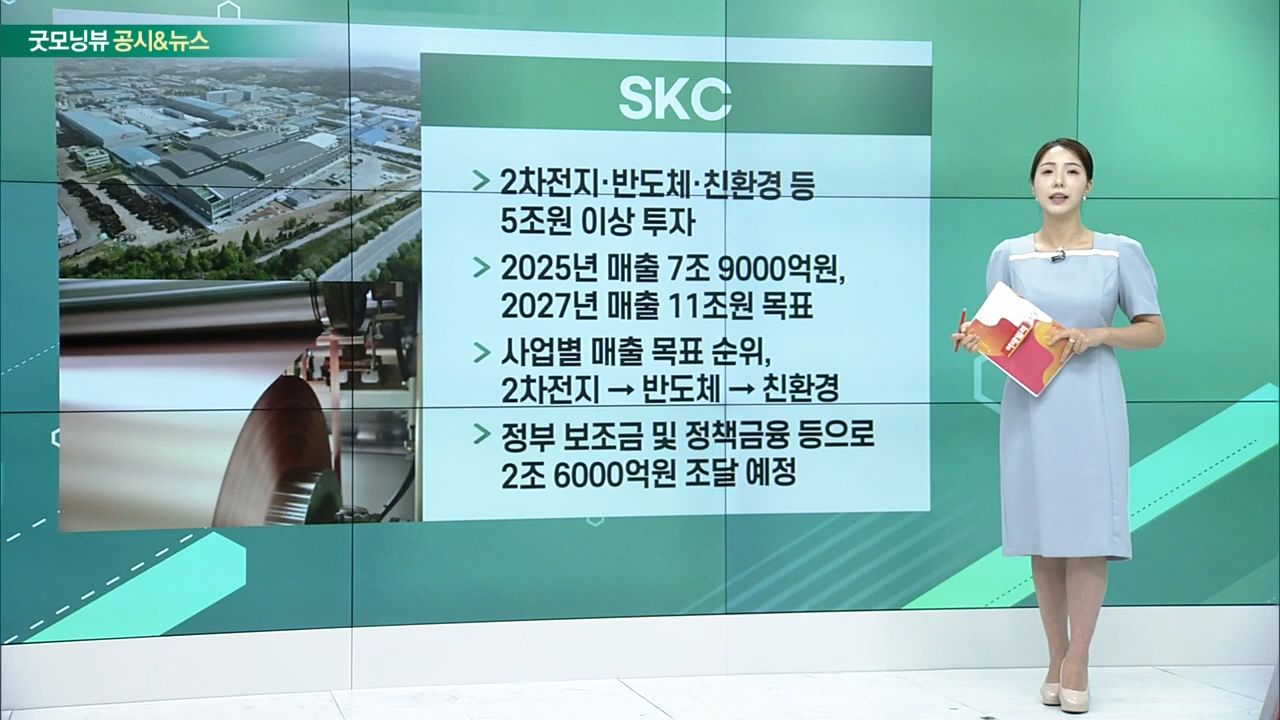 굿모닝뷰 공시&뉴스
SKC
> 2차전지·반도체·친환경 등
5조원 이상 투자
> 2025년 매출 7조 9000억원,
2027년 매출 11조원 목표
> 사업별 매출 목표 순위,
2차전지 → 반도체 → 친환경
> 정부 보조금 및 정책금융 등으로
2조 6000억원 조달 예정